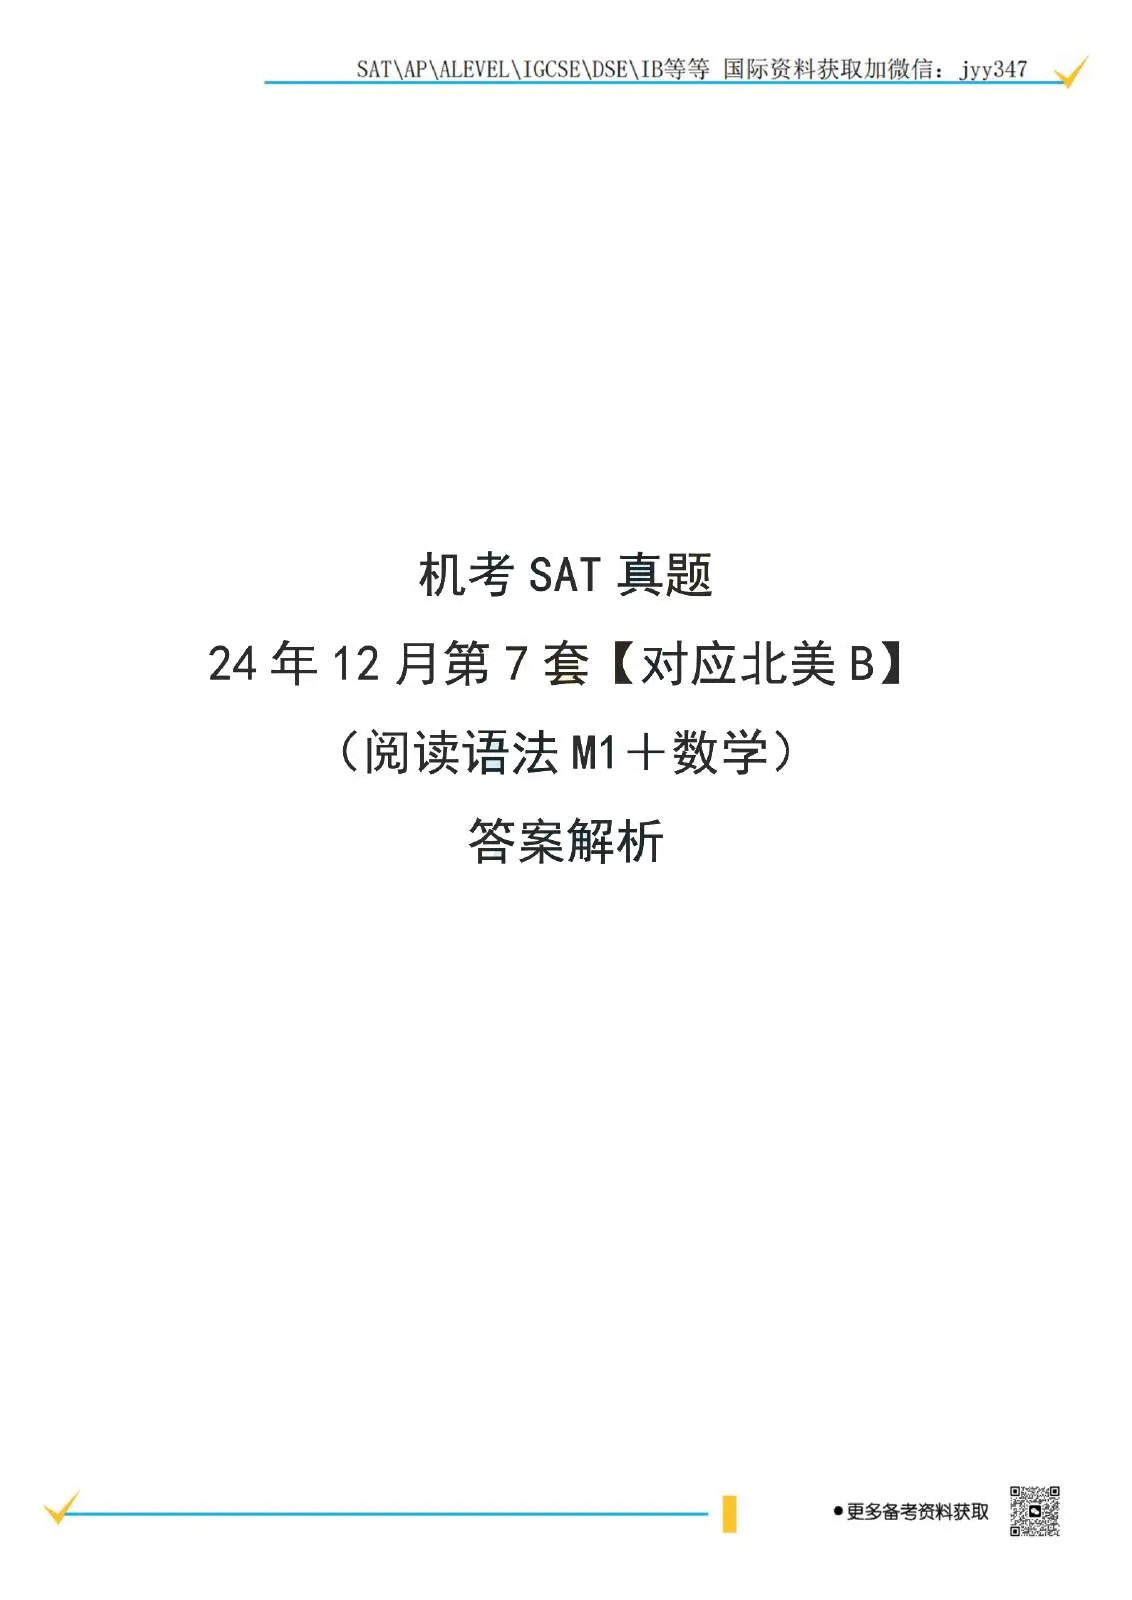 SAT\AP\ALEVEL\IGCSE\DSE\IB等等 国际资料获取加微信：jyy347
机考 SAT 真题
24 年 12 月第 7 套【对应北美 B】
（阅读语法 M1＋数学）
答案解析
●更多备考资料获取